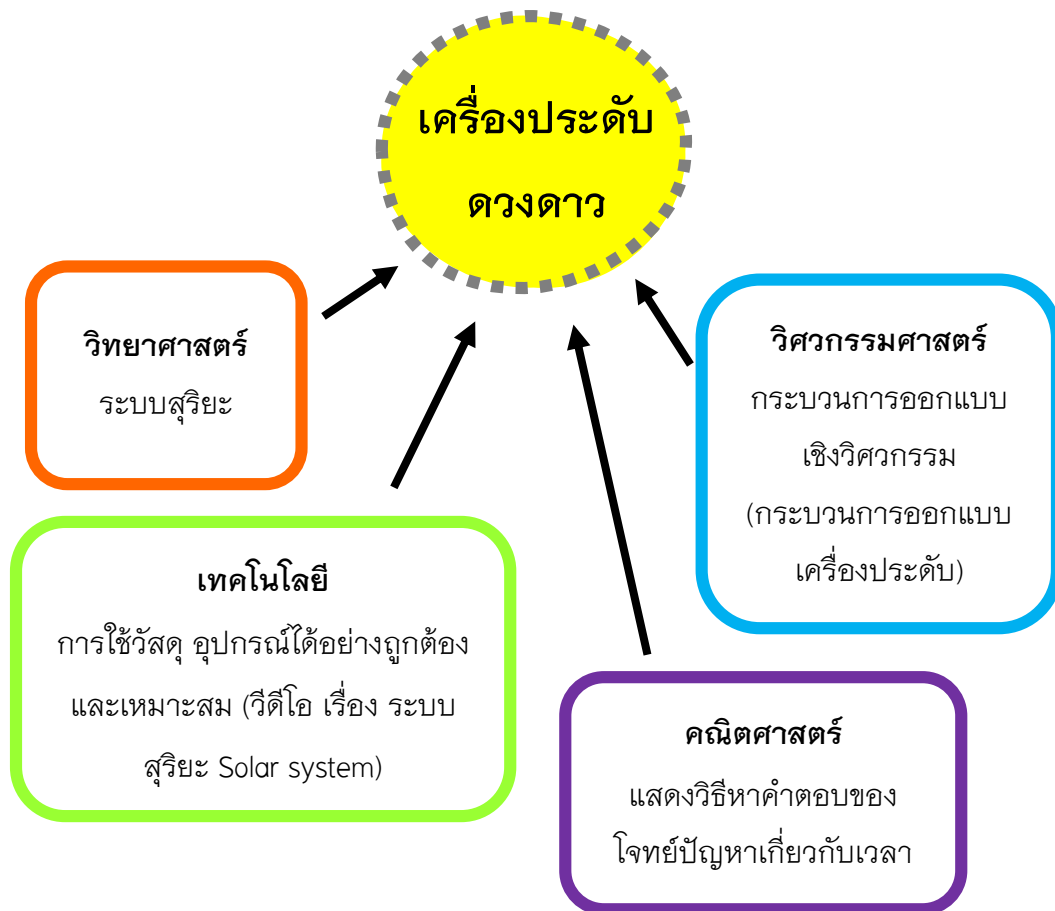 เครื่องประดับ
ดวงดาว
วิทยาศาสตร์
ระบบสุริยะ
วิศวกรรมศาสตร์
กระบวนการออกแบบ
เชิงวิศวกรรม
(กระบวนการออกแบบ
เครื่องประดับ)
เทคโนโลยี
การใช้วัสดุ อุปกรณ์ได้อย่างถูกต้อง
และเหมาะสม (วีดีโอ เรื่อง ระบบ
สุริยะ Solar system)
คณิตศาสตร์
แสดงวิธีหาคำตอบของ
โจทย์ปัญหาเกี่ยวกับเวลา